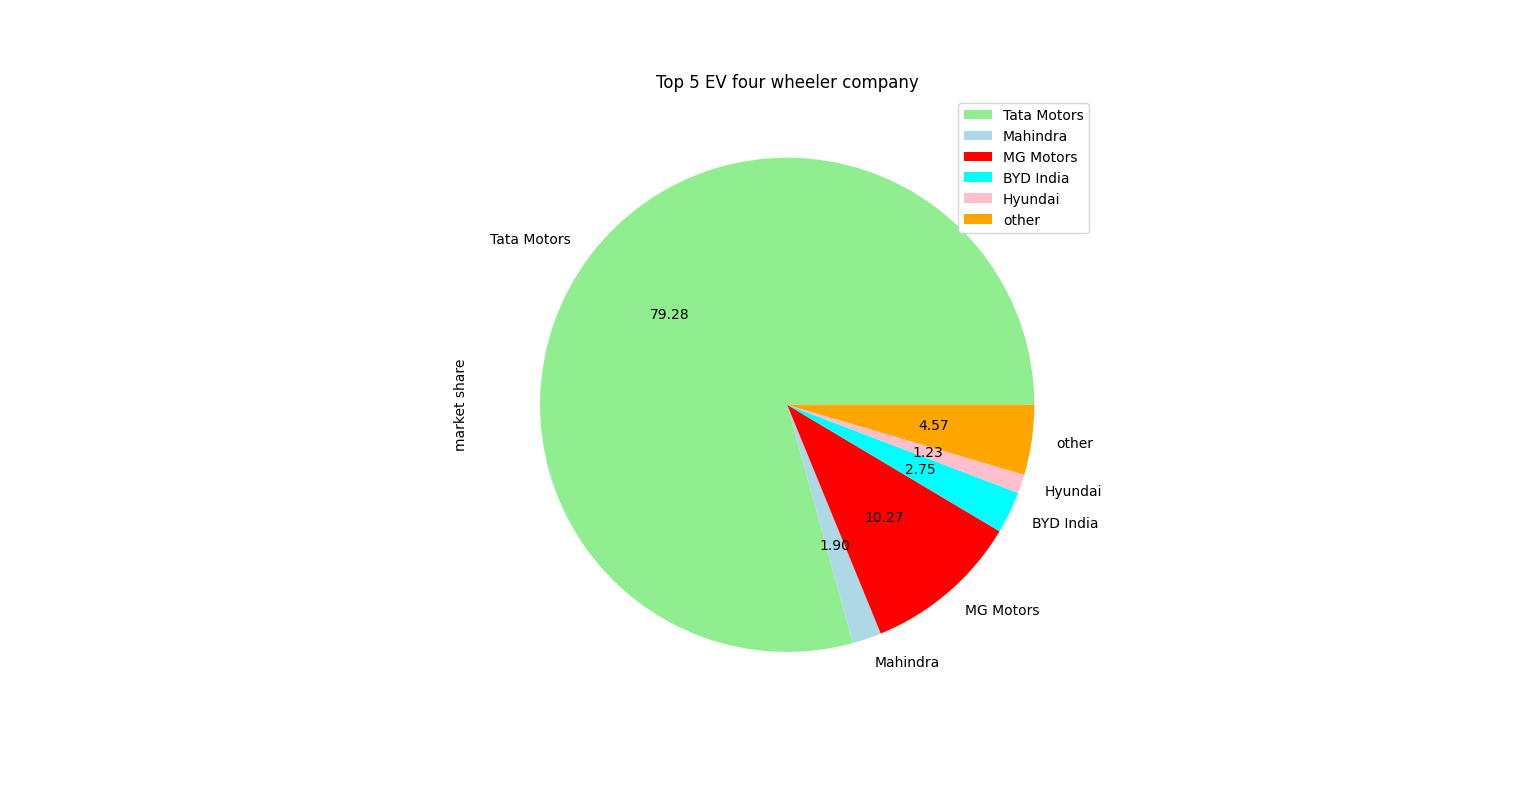 Top 5 EV four wheeler company
Tata Motors
Mahindra
MG Motors
BYD India
Hyundai
other
Tata Motors
79.28
market share
4.57
other
1.23
2.75
Hyundai
BYD India
10.27
1.90
MG Motors
Mahindra